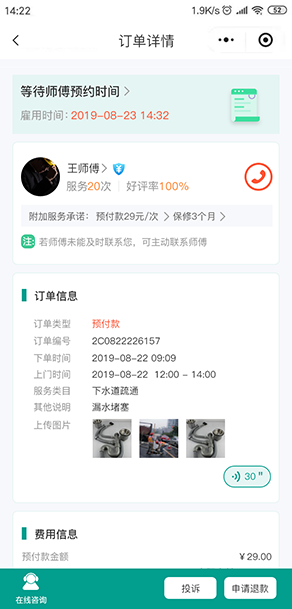 14:22
1.9K/s
52
订单详情
等待师傅预约时间
雇用时间: 2019-08-23 14:32
王师傅
服务20次 好评率100%
附加服务承诺: 预付款29元/次 保修3个月
注: 若师傅未能及时联系您，可主动联系师傅
订单信息
订单类型 预付款
订单编号 2C0822226157
下单时间 2019-08-22 09:09
上门时间 2019-08-22 12:00 - 14:00
服务类目 下水道疏通
其他说明 漏水堵塞
上传图片
30 "
费用信息
预付款金额 ¥ 29.00
在线咨询
投诉
申请退款